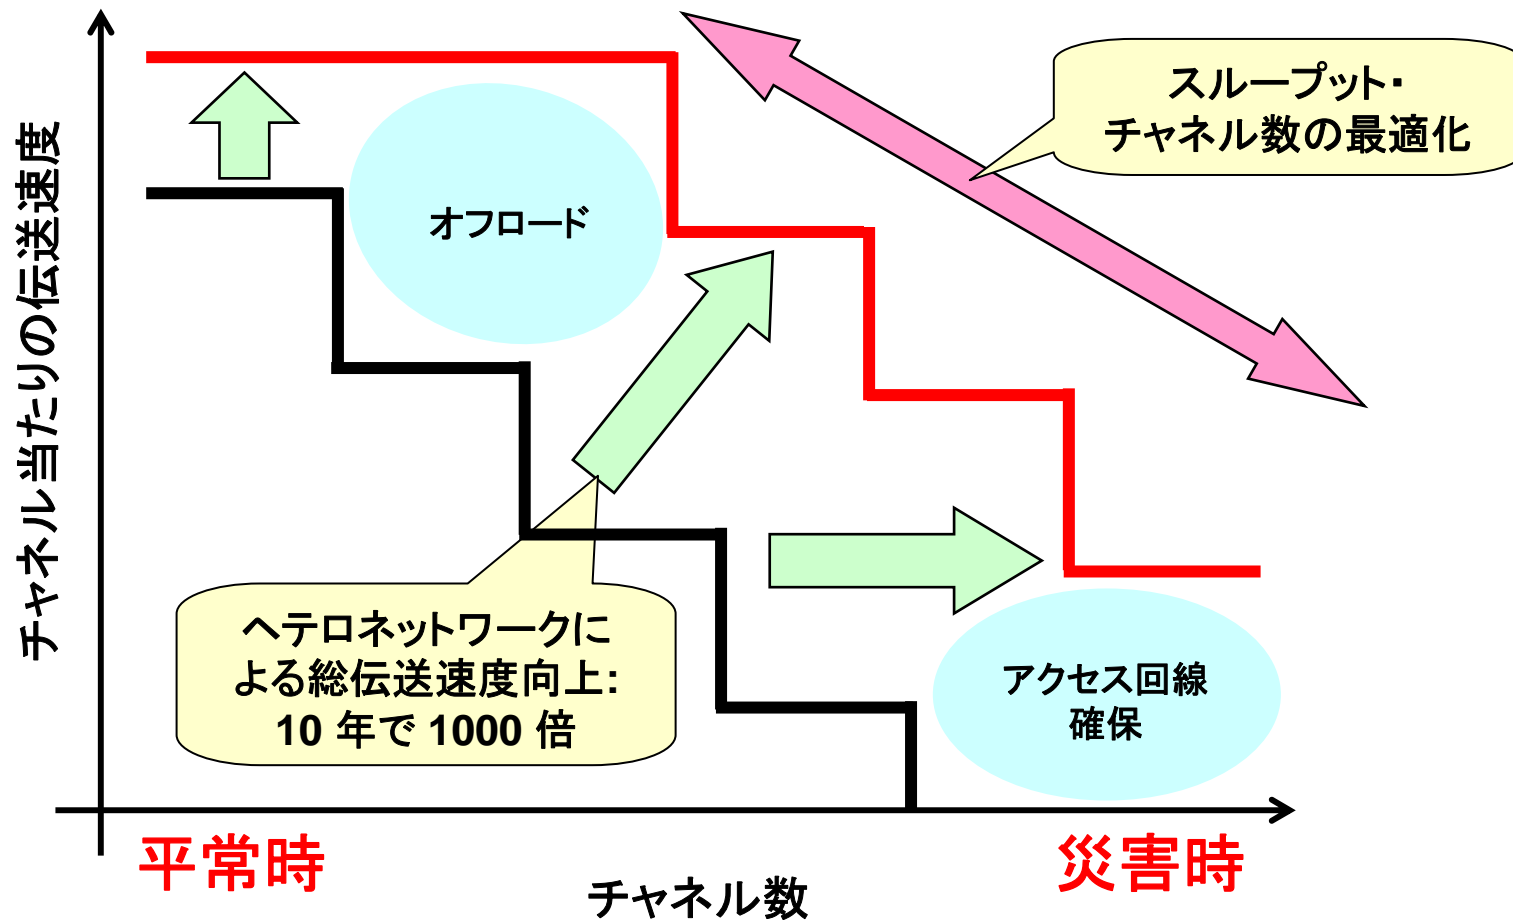 スループット・
チャネル数の最適化
オフロード
チャネル当たりの伝送速度
ヘテロネットワークに
よる総伝送速度向上:
10 年で 1000 倍
アクセス回線
確保
平常時
災害時
チャネル数